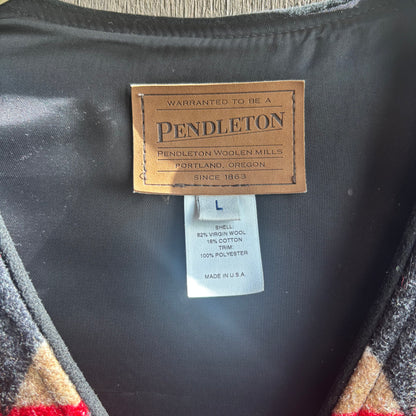 WARRANTED TO BE A
PENDLETON
PENDLETON WOOLEN MILLS
PORTLAND, OREGON
SINCE 1863
L
SHELL:
82% VIRGIN WOOL
18% COTTON
TRIM:
100% POLYESTER
MADE IN U.S.A.